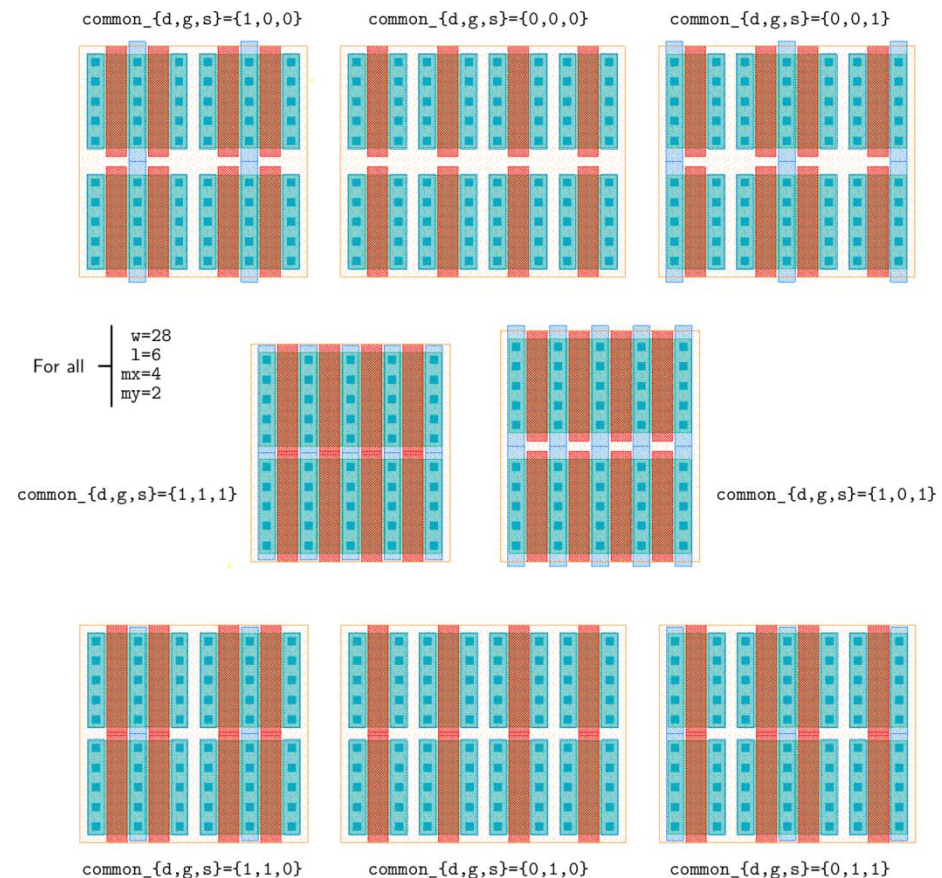 common_{d,g,s}={1,0,0}
common_{d,g,s}={0,0,0}
common_{d,g,s}={0,0,1}
For all
w=28
l=6
mx=4
my=2
common_{d,g,s}={1,1,1}
common_{d,g,s}={1,0,1}
common_{d,g,s}={1,1,0}
common_{d,g,s}={0,1,0}
common_{d,g,s}={0,1,1}